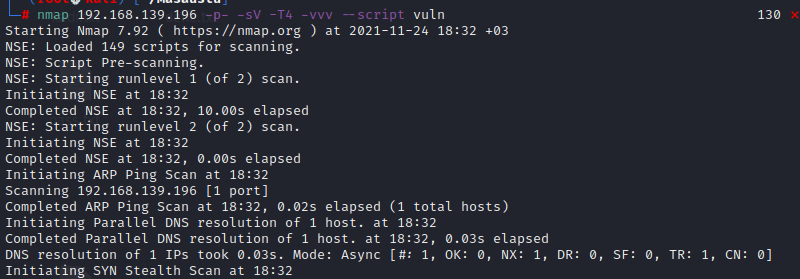 # nmap 192.168.139.196 -p- -sV -T4 -vvv --script vuln 130 ⨯
Starting Nmap 7.92 ( https://nmap.org ) at 2021-11-24 18:32 +03
NSE: Loaded 149 scripts for scanning.
NSE: Script Pre-scanning.
NSE: Starting runlevel 1 (of 2) scan.
Initiating NSE at 18:32
Completed NSE at 18:32, 10.00s elapsed
NSE: Starting runlevel 2 (of 2) scan.
Initiating NSE at 18:32
Completed NSE at 18:32, 0.00s elapsed
Initiating ARP Ping Scan at 18:32
Scanning 192.168.139.196 [1 port]
Completed ARP Ping Scan at 18:32, 0.02s elapsed (1 total hosts)
Initiating Parallel DNS resolution of 1 host. at 18:32
Completed Parallel DNS resolution of 1 host. at 18:32, 0.03s elapsed
DNS resolution of 1 IPs took 0.03s. Mode: Async [#: 1, OK: 0, NX: 1, DR: 0, SF: 0, TR: 1, CN: 0]
Initiating SYN Stealth Scan at 18:32